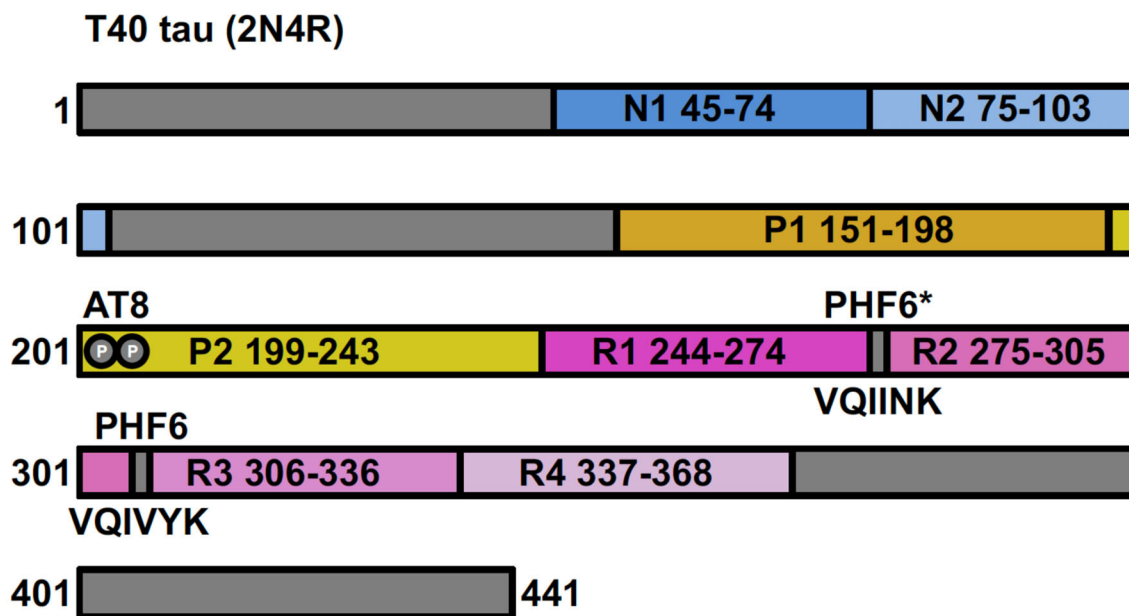 T40 tau (2N4R)
1 N1 45-74 N2 75-103
101 P1 151-198
AT8 PHF6*
201 P P P2 199-243 R1 244-274 R2 275-305
VQIINK
PHF6
301 R3 306-336 R4 337-368
VQIVYK
401 441